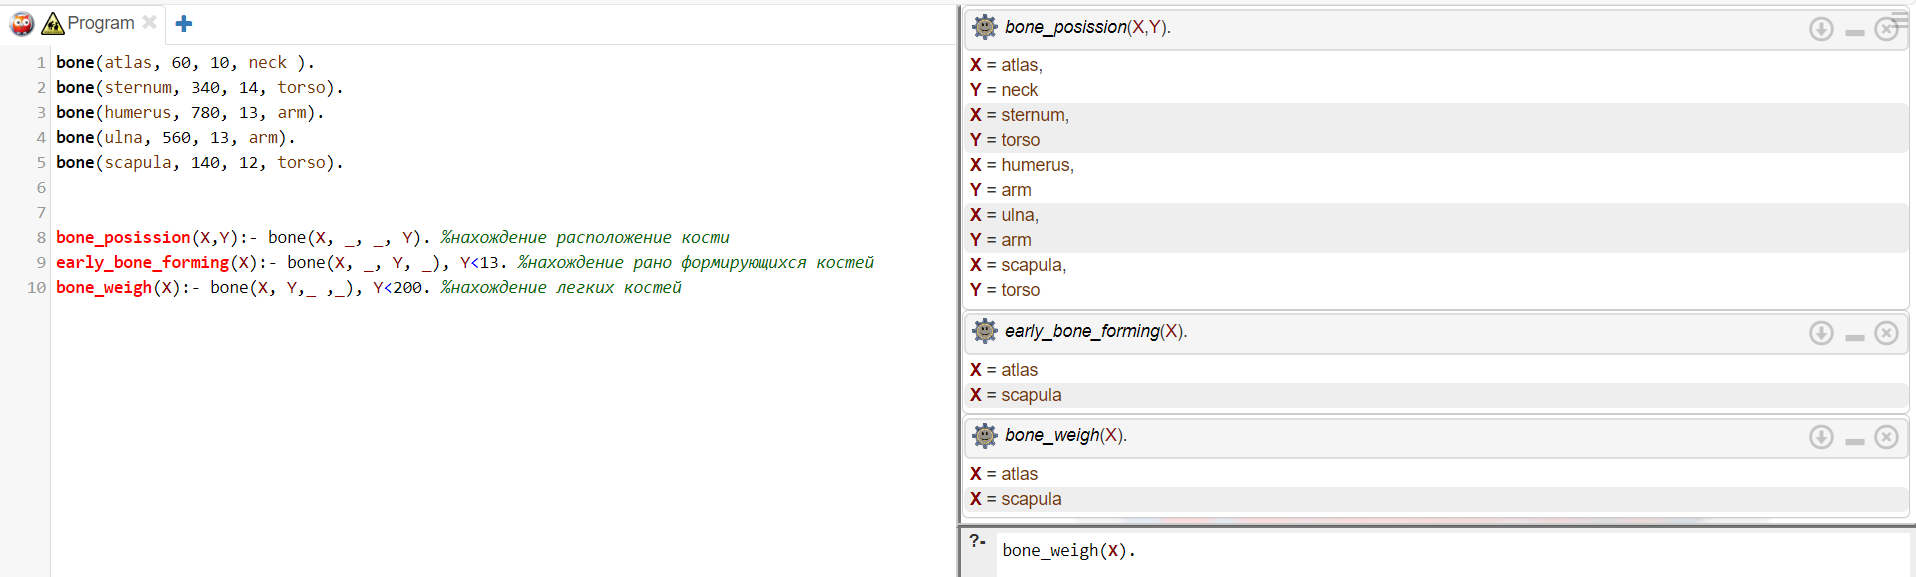 Program
1 bone(atlas, 60, 10, neck ).
2 bone(sternum, 340, 14, torso).
3 bone(humerus, 780, 13, arm).
4 bone(ulna, 560, 13, arm).
5 bone(scapula, 140, 12, torso).
6
7
8 bone_posission(X,Y):- bone(X, _, _, Y). %нахождение расположение кости
9 early_bone_forming(X):- bone(X, _, Y, _), Y<13. %нахождение рано формирующихся костей
10 bone_weigh(X):- bone(X, Y,_ ,_), Y<200. %нахождение легких костей
bone_posission(X,Y).
X = atlas,
Y = neck
X = sternum,
Y = torso
X = humerus,
Y = arm
X = ulna,
Y = arm
X = scapula,
Y = torso
early_bone_forming(X).
X = atlas
X = scapula
bone_weigh(X).
X = atlas
X = scapula
?- bone_weigh(X).